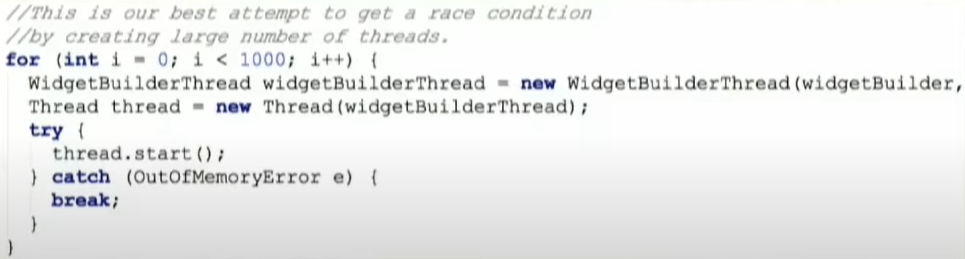 //This is our best attempt to get a race condition
//by creating large number of threads.
for (int i = 0; i < 1000; i++) {
WidgetBuilderThread widgetBuilderThread = new WidgetBuilderThread(widgetBuilder,
Thread thread = new Thread(widgetBuilderThread);
try {
thread.start();
} catch (OutOfMemoryError e) {
break;
}
}